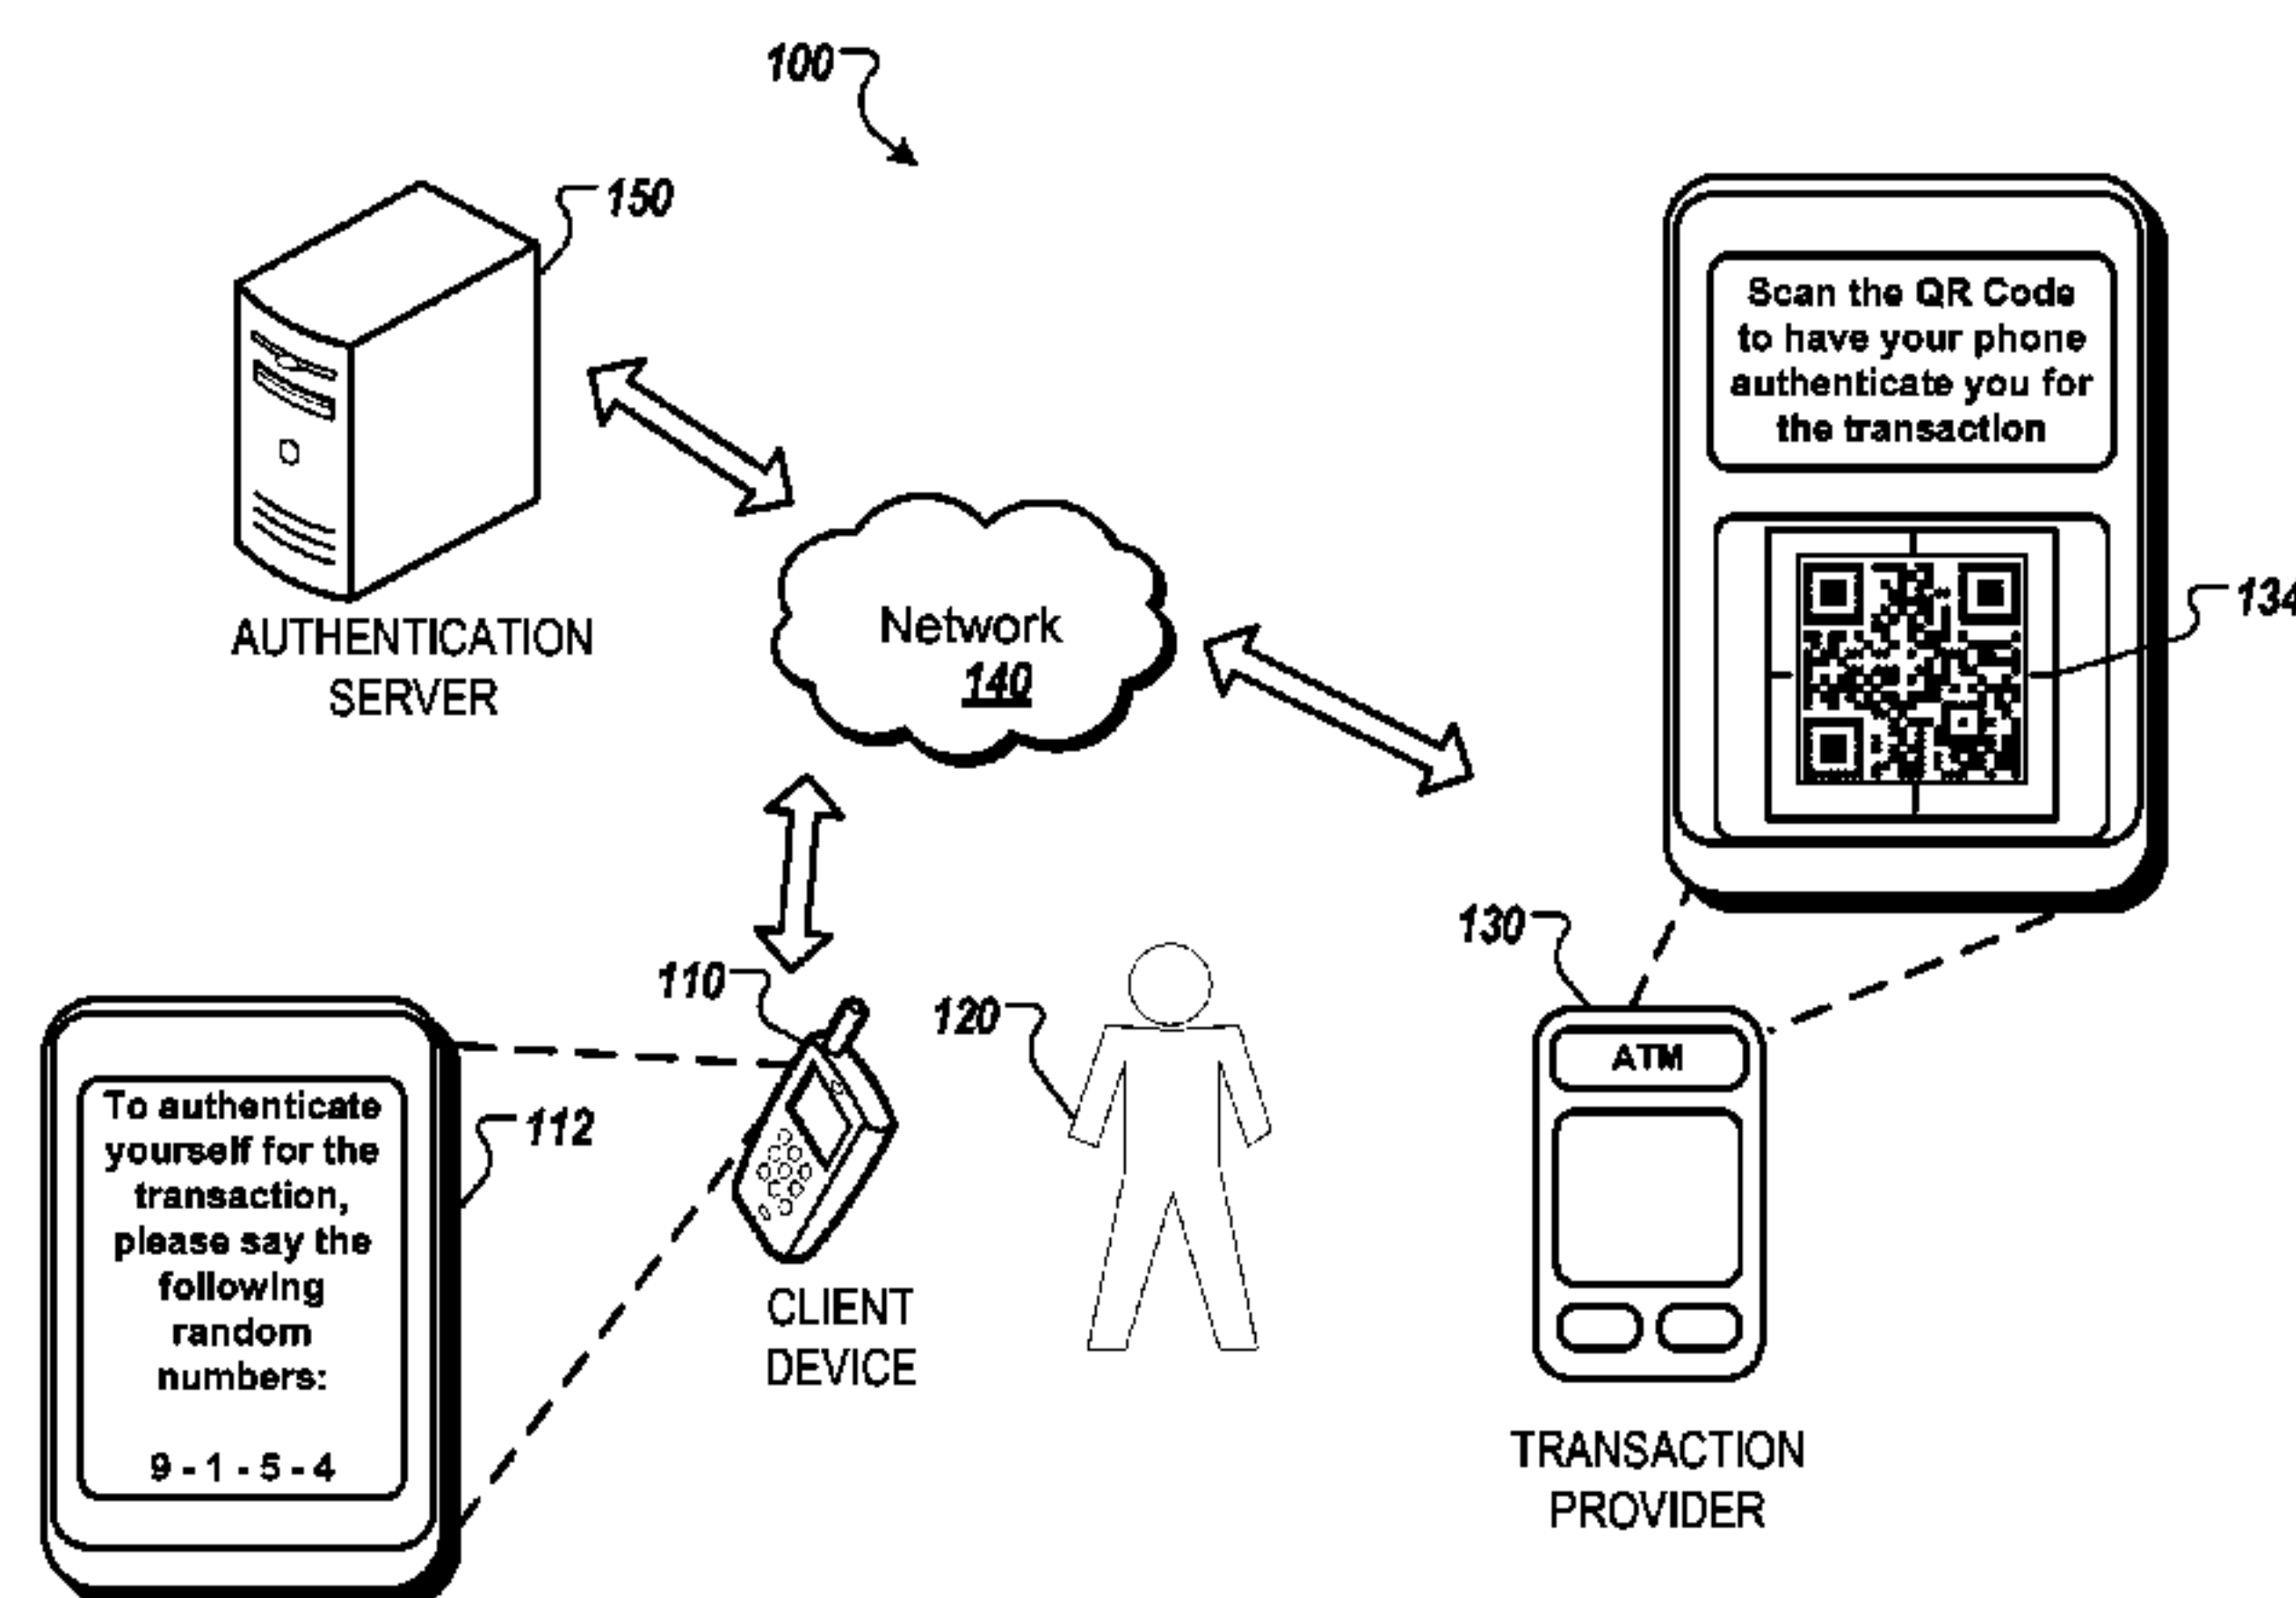 100
150
AUTHENTICATION
SERVER
Network
140
Scan the QR Code
to have your phone
authenticate you for
the transaction
134
110
CLIENT
DEVICE
112
To authenticate
yourself for the
transaction,
please say the
following
random
numbers:
9 - 1 - 5 - 4
120
130
ATM
TRANSACTION
PROVIDER